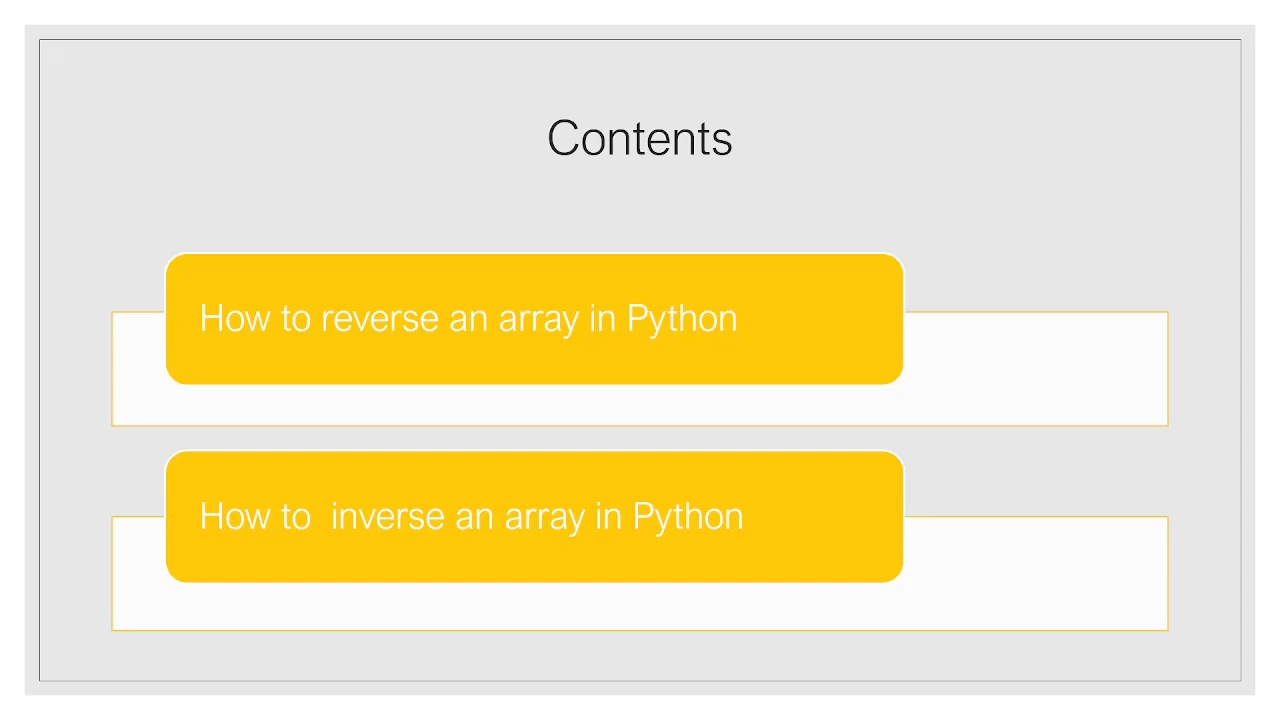 Contents
How to reverse an array in Python
How to  inverse an array in Python